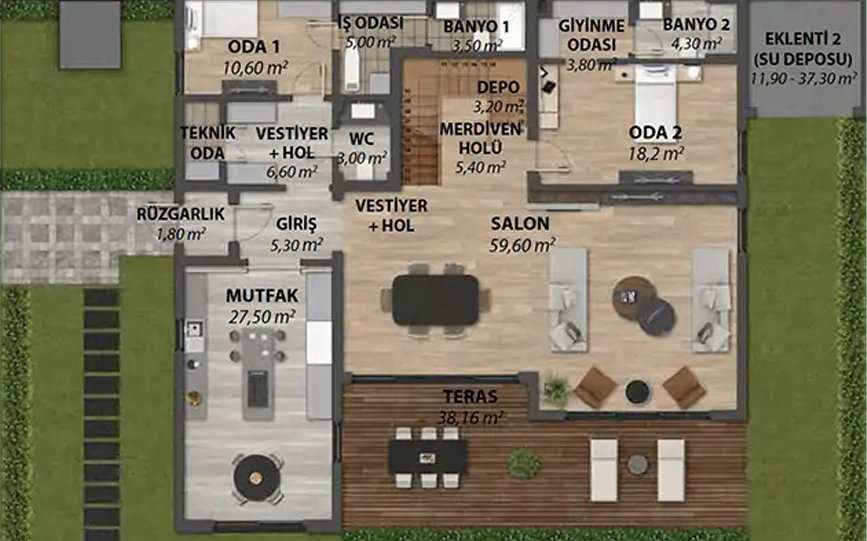 ODA 1
10,60 m²
İŞ ODASI
5,00 m²
BANYO 1
3,50 m²
GİYİNME
ODASI
3,80 m²
BANYO 2
4,30 m²
EKLENTİ 2
(SU DEPOSU)
11,90 - 37,30 m²
TEKNİK
ODA
VESTİYER
+ HOL
6,60 m²
WC
3,00 m²
DEPO
3,20 m²
MERDİVEN
HOLÜ
5,40 m²
ODA 2
18,2 m²
RÜZGARLIK
1,80 m²
GİRİŞ
5,30 m²
VESTİYER
+ HOL
SALON
59,60 m²
MUTFAK
27,50 m²
TERAS
38,16 m²